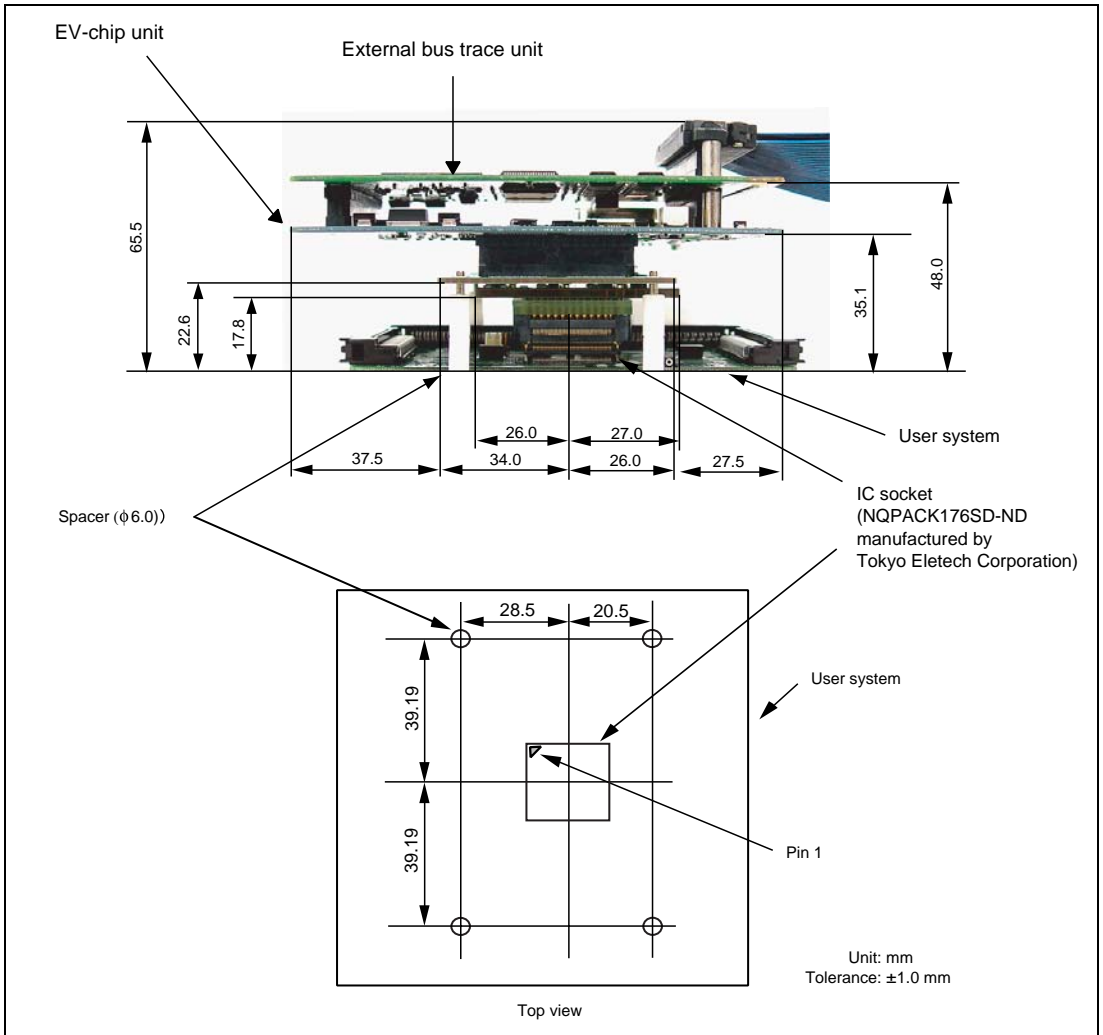 EV-chip unit
External bus trace unit
65.5
22.6
17.8
35.1
48.0
26.0
27.0
37.5
34.0
26.0
27.5
User system
Spacer (ϕ6.0))
IC socket
(NQPACK176SD-ND
manufactured by
Tokyo Eletech Corporation)
28.5
20.5
39.19
User system
39.19
Pin 1
Unit: mm
Tolerance: ±1.0 mm
Top view